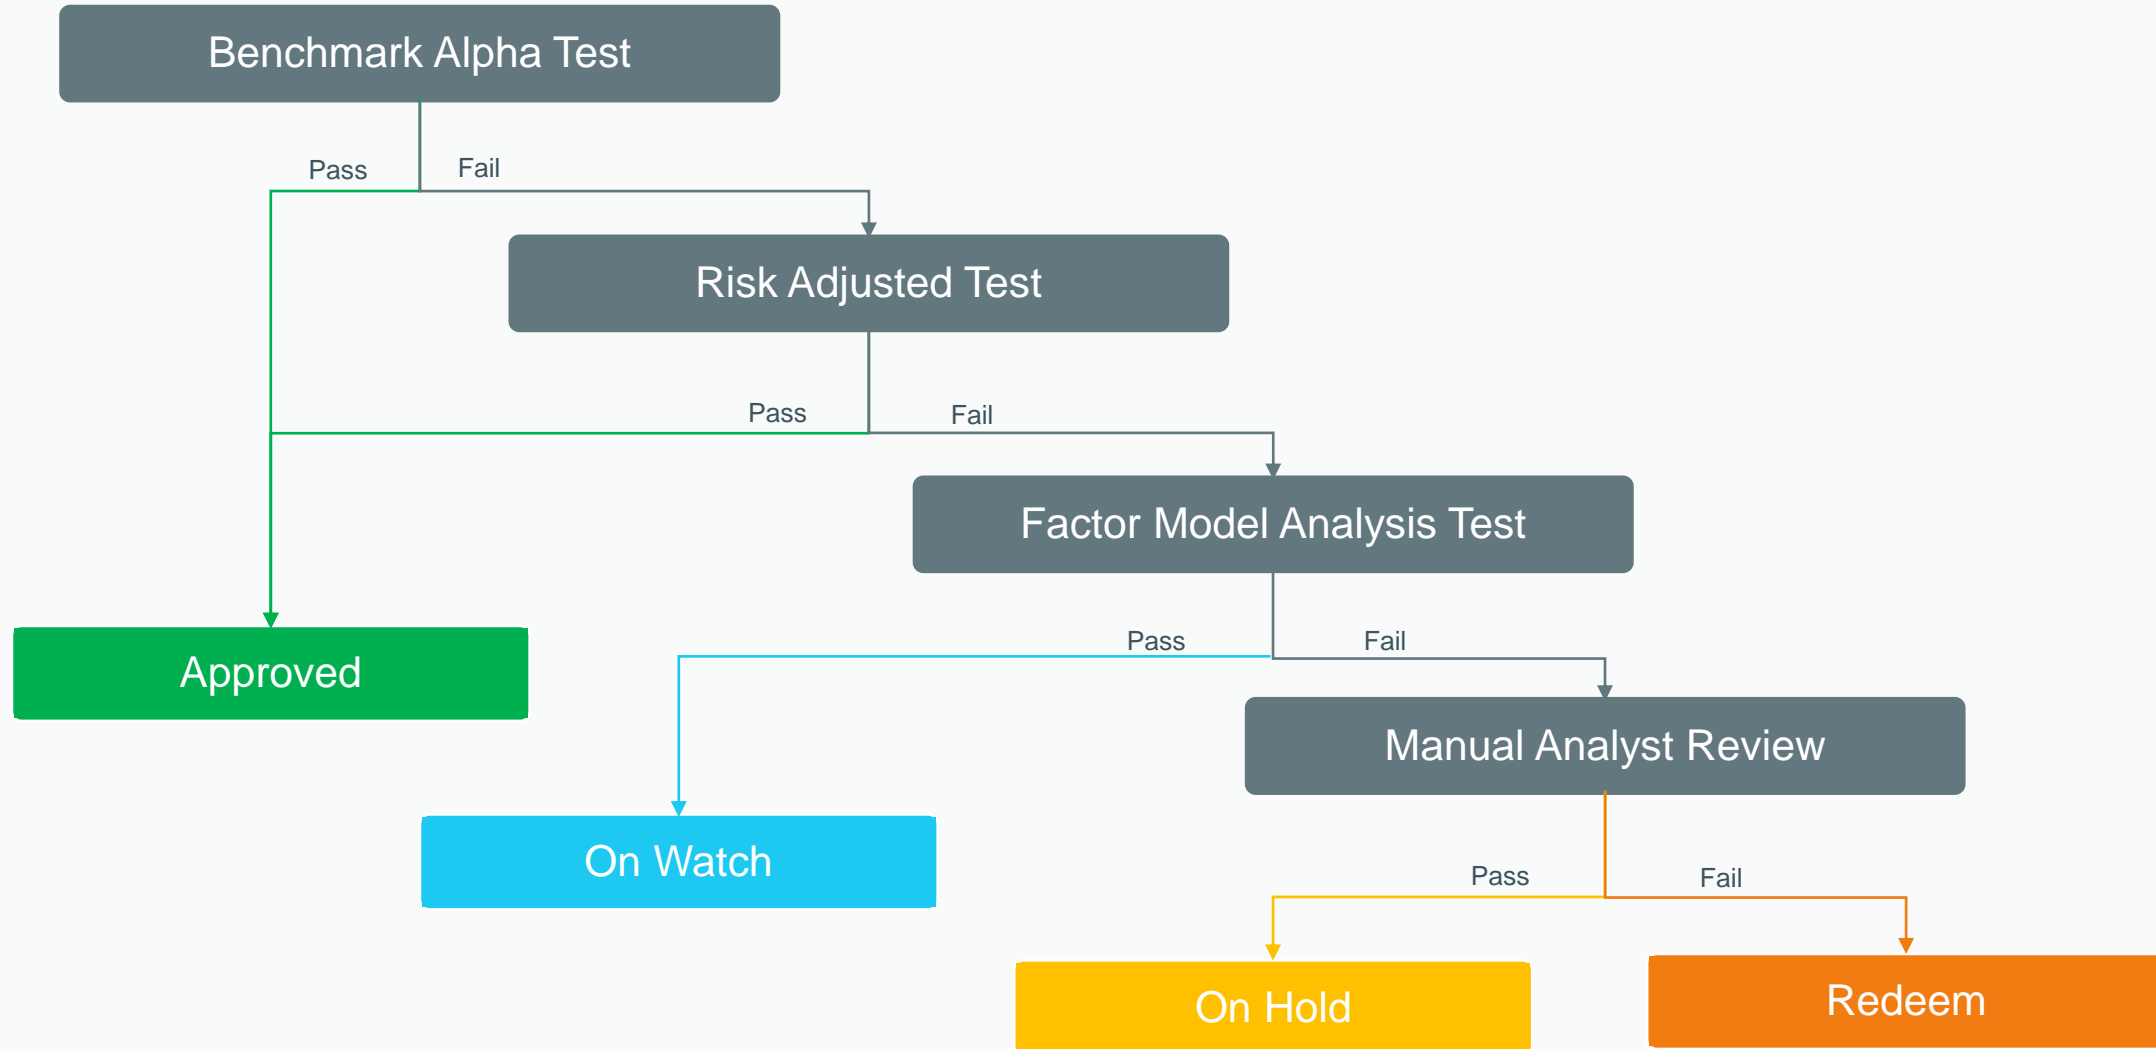 Benchmark Alpha Test
Pass
Fail
Risk Adjusted Test
Pass
Fail
Factor Model Analysis Test
Pass
Fail
Approved
Manual Analyst Review
On Watch
Pass
Fail
On Hold
Redeem